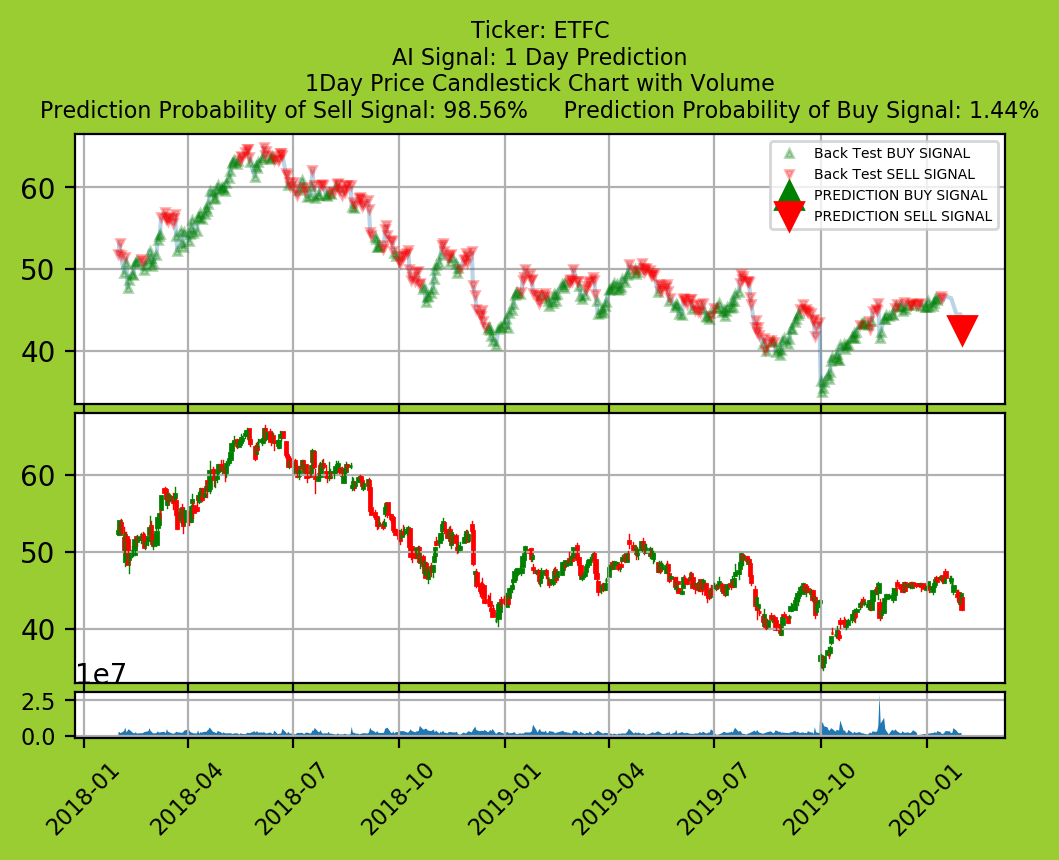 Ticker: ETFC
AI Signal: 1 Day Prediction
1Day Price Candlestick Chart with Volume
Prediction Probability of Sell Signal: 98.56%     Prediction Probability of Buy Signal: 1.44%
Back Test BUY SIGNAL
Back Test SELL SIGNAL
PREDICTION BUY SIGNAL
PREDICTION SELL SIGNAL
60
50
40
60
50
40
1e7
2.5
0.0
2018-01 2018-04 2018-07 2018-10 2019-01 2019-04 2019-07 2019-10 2020-01